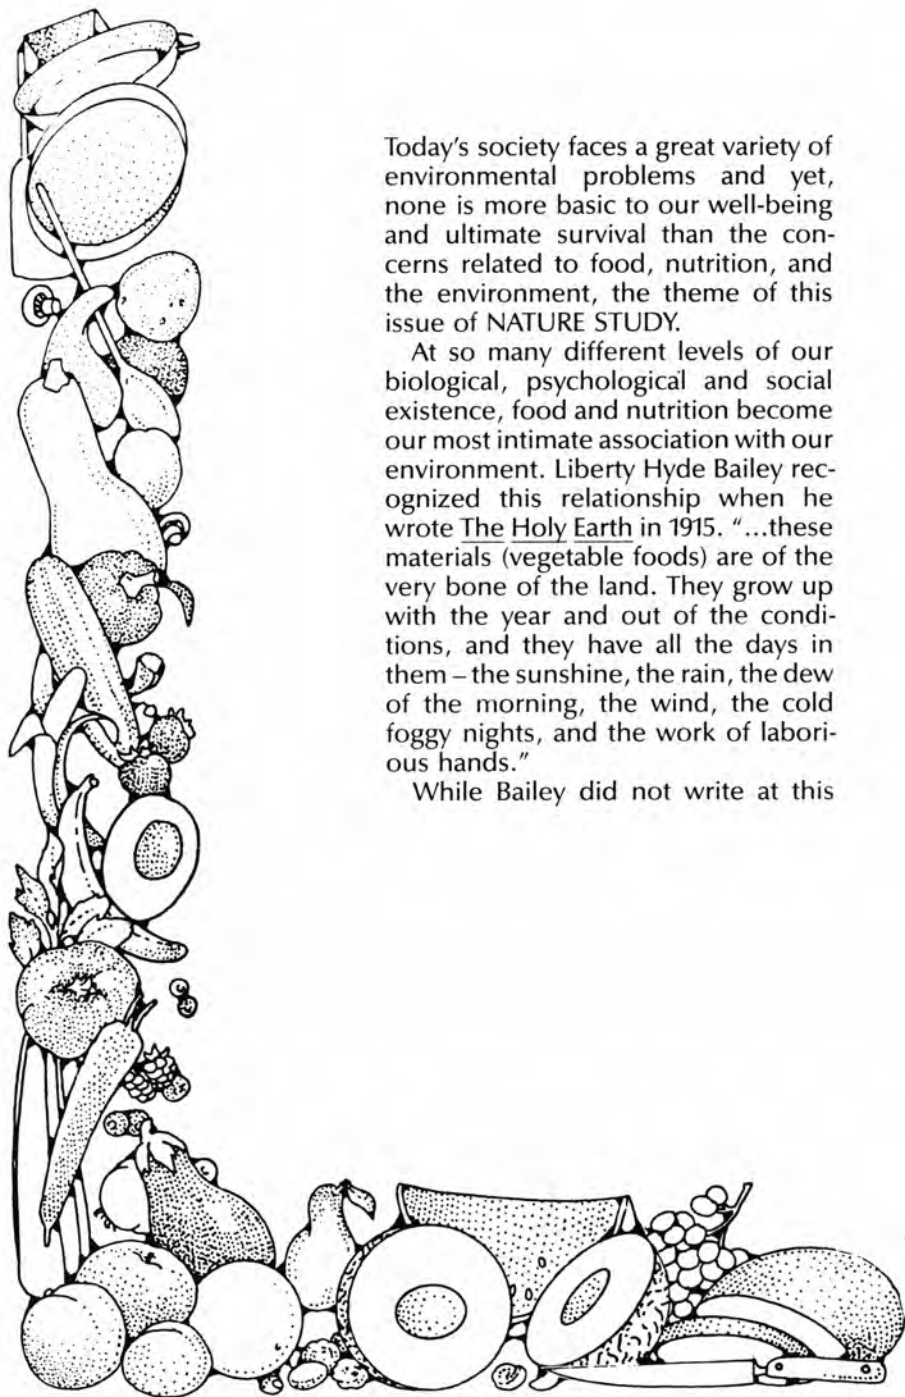 Today's society faces a great variety of
environmental problems and yet,
none is more basic to our well-being
and ultimate survival than the con-
cerns related to food, nutrition, and
the environment, the theme of this
issue of NATURE STUDY.
At so many different levels of our
biological, psychological and social
existence, food and nutrition become
our most intimate association with our
environment. Liberty Hyde Bailey rec-
ognized this relationship when he
wrote The Holy Earth in 1915. "...these
materials (vegetable foods) are of the
very bone of the land. They grow up
with the year and out of the condi-
tions, and they have all the days in
them – the sunshine, the rain, the dew
of the morning, the wind, the cold
foggy nights, and the work of labori-
ous hands."
While Bailey did not write at this